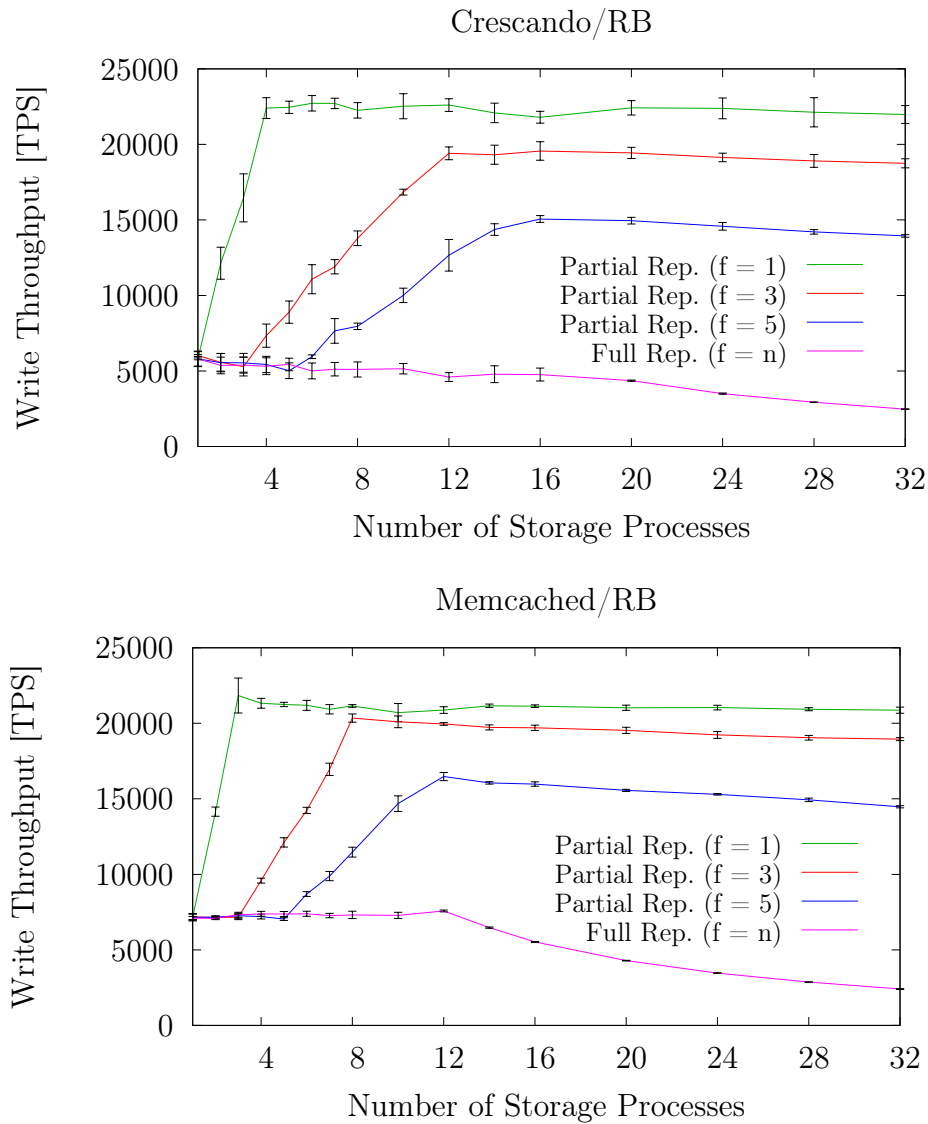 Crescando/RB
25000
20000
15000
10000
5000
0
Write Throughput [TPS]
Partial Rep. (f = 1)
Partial Rep. (f = 3)
Partial Rep. (f = 5)
Full Rep. (f = n)
4 8 12 16 20 24 28 32
Number of Storage Processes
Memcached/RB
25000
20000
15000
10000
5000
0
Write Throughput [TPS]
Partial Rep. (f = 1)
Partial Rep. (f = 3)
Partial Rep. (f = 5)
Full Rep. (f = n)
4 8 12 16 20 24 28 32
Number of Storage Processes